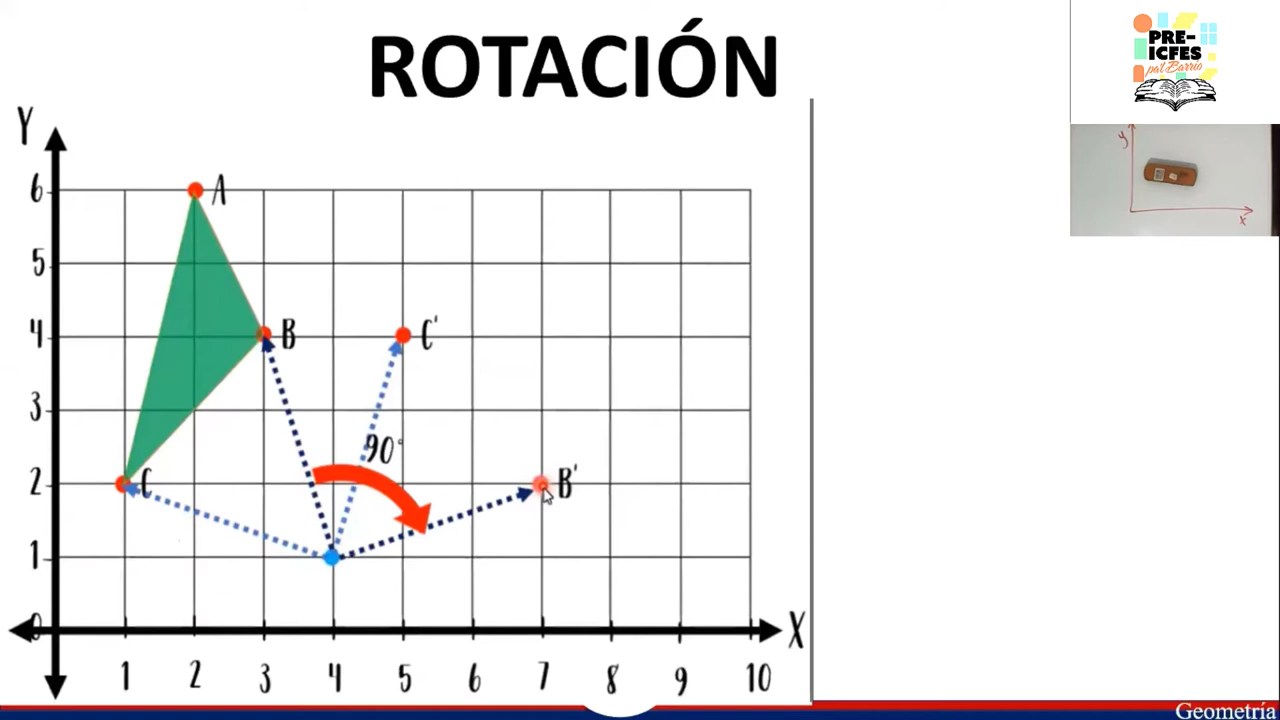 ROTACIÓN
PRE-
ICFES
pal Barrio
Y
6
A
5
4
B
C'
3
90°
2
C
B'
1
0
X
1 2 3 4 5 6 7 8 9 10
y
x
Geometría